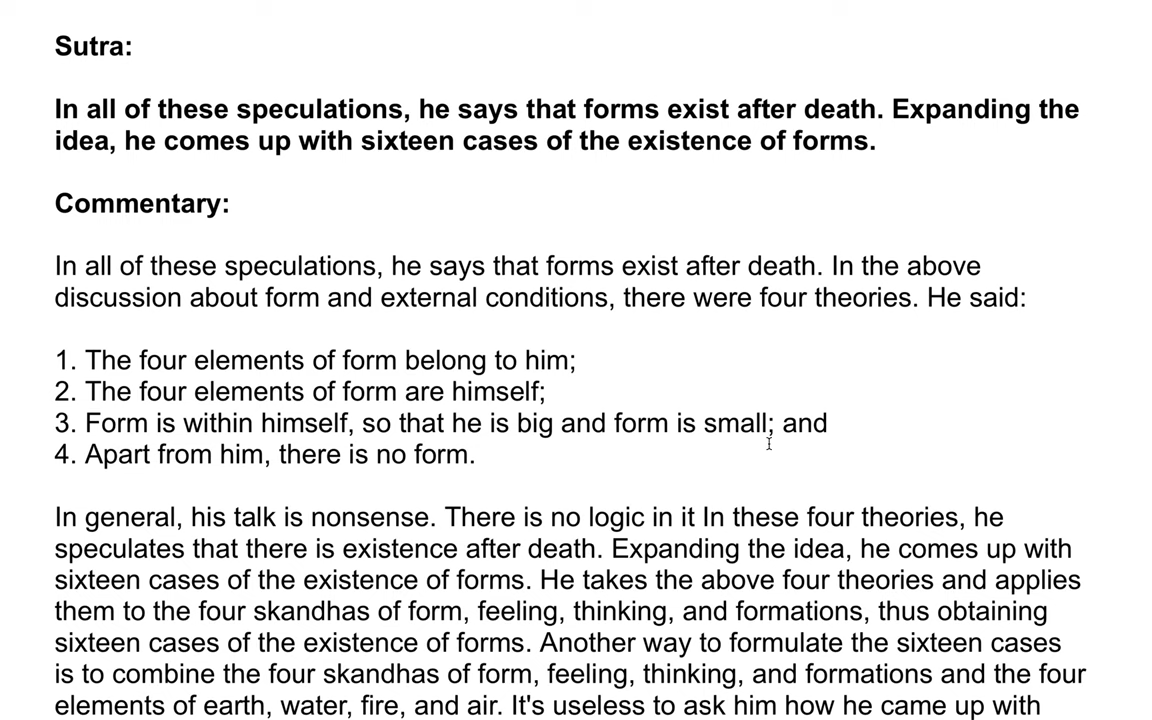 Sutra:
In all of these speculations, he says that forms exist after death. Expanding the
idea, he comes up with sixteen cases of the existence of forms.
Commentary:
In all of these speculations, he says that forms exist after death. In the above
discussion about form and external conditions, there were four theories. He said:
1. The four elements of form belong to him;
2. The four elements of form are himself;
3. Form is within himself, so that he is big and form is small; and
4. Apart from him, there is no form.
In general, his talk is nonsense. There is no logic in it In these four theories, he
speculates that there is existence after death. Expanding the idea, he comes up with
sixteen cases of the existence of forms. He takes the above four theories and applies
them to the four skandhas of form, feeling, thinking, and formations, thus obtaining
sixteen cases of the existence of forms. Another way to formulate the sixteen cases
is to combine the four skandhas of form, feeling, thinking, and formations and the four
elements of earth, water, fire, and air. It's useless to ask him how he came up with